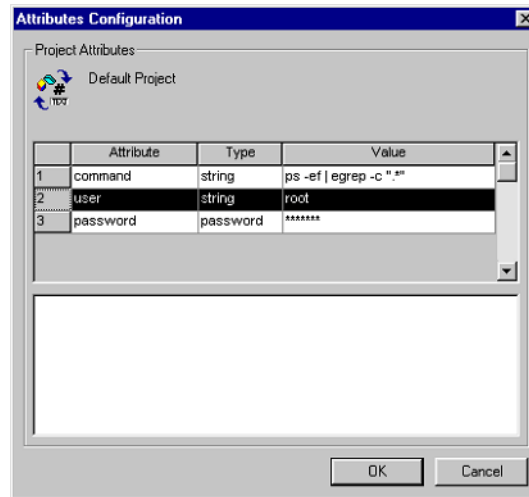 Attributes Configuration
Project Attributes
Default Project
#
TEXT
Attribute Type Value
1 command string ps -ef | egrep -c ".*"
2 user string root
3 password password *******
OK Cancel